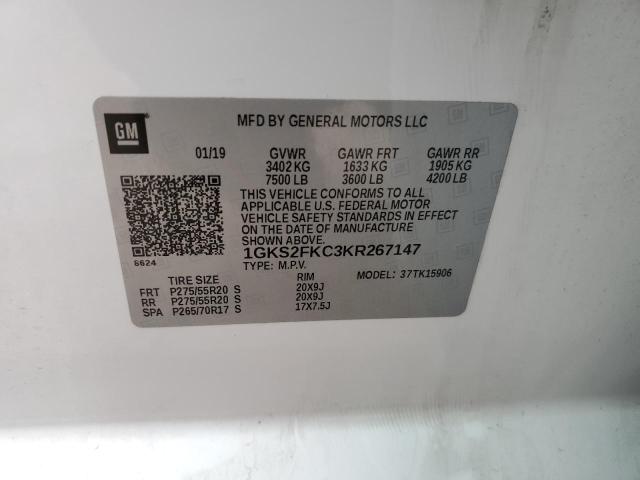 GM
MFD BY GENERAL MOTORS LLC
01/19 GVWR GAWR FRT GAWR RR
3402 KG 1633 KG 1905 KG
7500 LB 3600 LB 4200 LB
THIS VEHICLE CONFORMS TO ALL
APPLICABLE U.S. FEDERAL MOTOR
VEHICLE SAFETY STANDARDS IN EFFECT
ON THE DATE OF MANUFACTURE
SHOWN ABOVE.
1GKS2FKC3KR267147
8624
TYPE: M.P.V. MODEL: 37TK15906
TIRE SIZE RIM
FRT P275/55R20 S 20X9J
RR P275/55R20 S 20X9J
SPA P265/70R17 S 17X7.5J